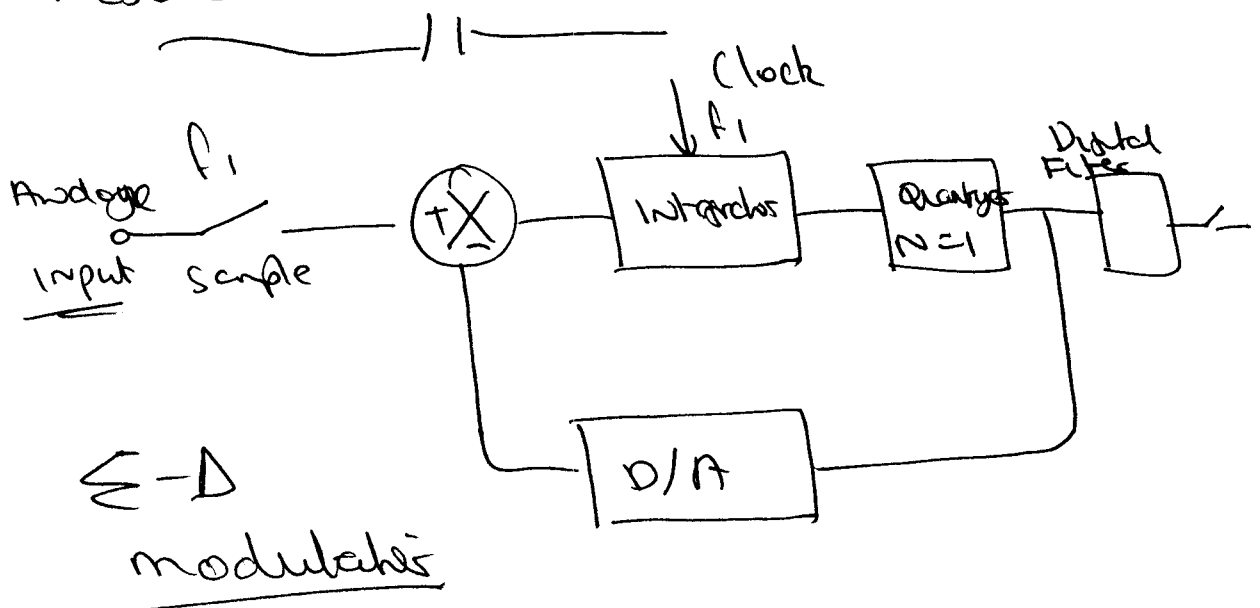 Clock
f1
f1
Analogue
input sample
+ -
Integrator
Quantizer
N=1
Digital
Filter
D/A
Σ-Δ
modulator